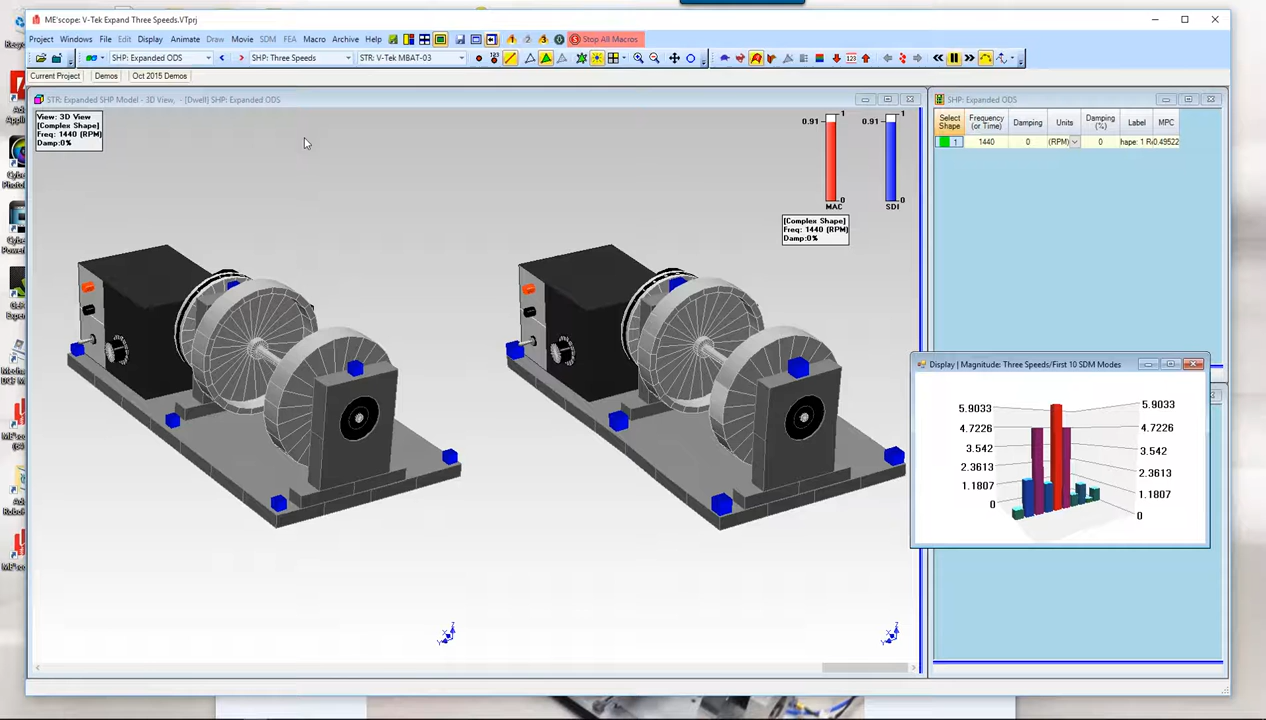 ME'scope: V-Tek Expand Three Speeds.VTprj
Project Windows File Edit Display Animate Draw Movie SDM FEA Macro Archive Help Stop All Macros
SHP: Expanded ODS SHP: Three Speeds STR: V-Tek MBAT-03
Current Project Demos Oct 2015 Demos
STR: Expanded SHP Model - 3D View, - [Dwell] SHP: Expanded ODS
View: 3D View
[Complex Shape]
Freq: 1440 (RPM)
Damp:0%
0.91 1 0 MAC
0.91 1 0 SDI
[Complex Shape]
Freq: 1440 (RPM)
Damp:0%
SHP: Expanded ODS
Select Shape Frequency (or Time) Damping Units Damping (%) Label MPC
1 1440 0 (RPM) 0 hape: 1 R 0.49522
Display | Magnitude: Three Speeds/First 10 SDM Modes
5.9033 5.9033
4.7226 4.7226
3.542 3.542
2.3613 2.3613
1.1807 1.1807
0 0